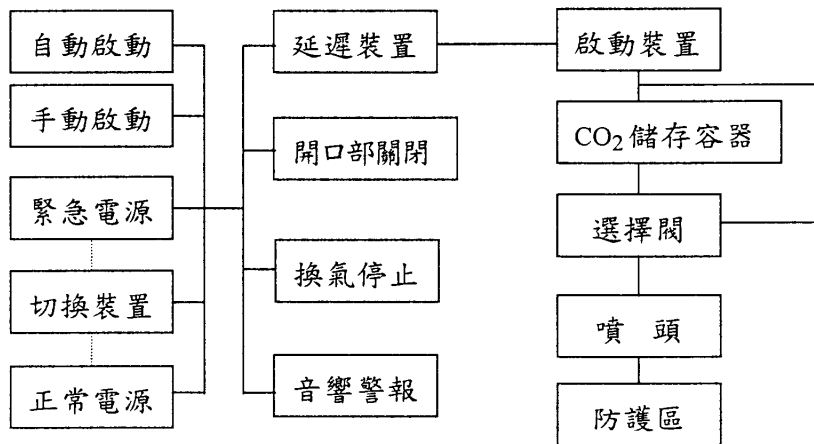 自動啟動
手動啟動
緊急電源
切換裝置
正常電源
延遲裝置
開口部關閉
換氣停止
音響警報
啟動裝置
CO₂儲存容器
選擇閥
噴 頭
防護區